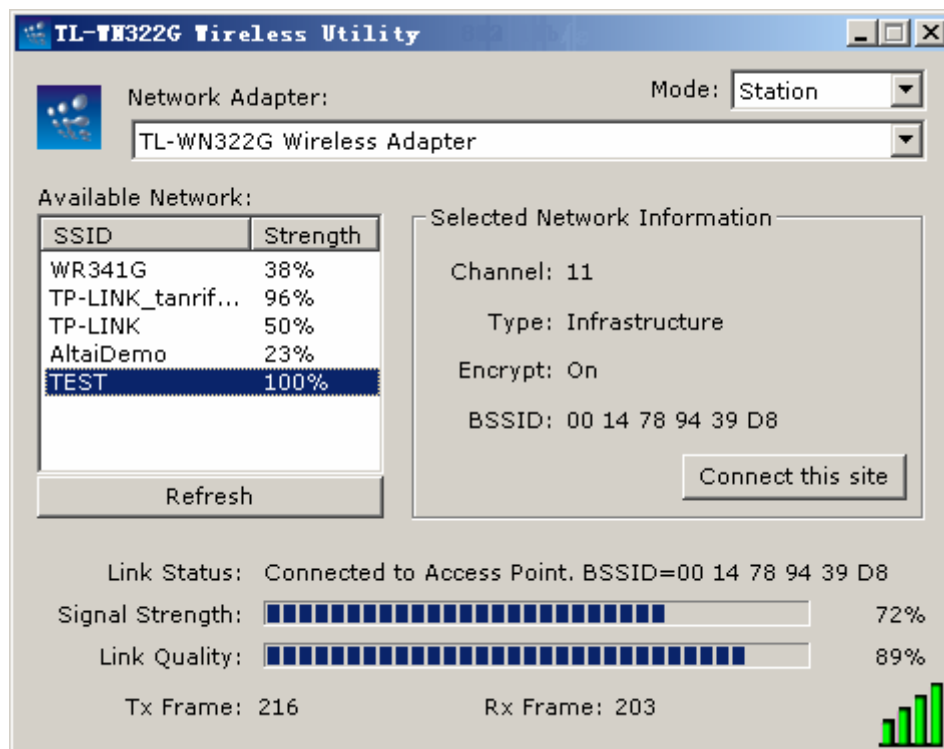 TL-WN322G Wireless Utility
Mode: Station
Network Adapter:
TL-WN322G Wireless Adapter
Available Network:
SSID Strength
WR341G 38%
TP-LINK_tanrif... 96%
TP-LINK 50%
AltaiDemo 23%
TEST 100%
Refresh
Selected Network Information
Channel: 11
Type: Infrastructure
Encrypt: On
BSSID: 00 14 78 94 39 D8
Connect this site
Link Status: Connected to Access Point. BSSID=00 14 78 94 39 D8
Signal Strength: 72%
Link Quality: 89%
Tx Frame: 216 Rx Frame: 203